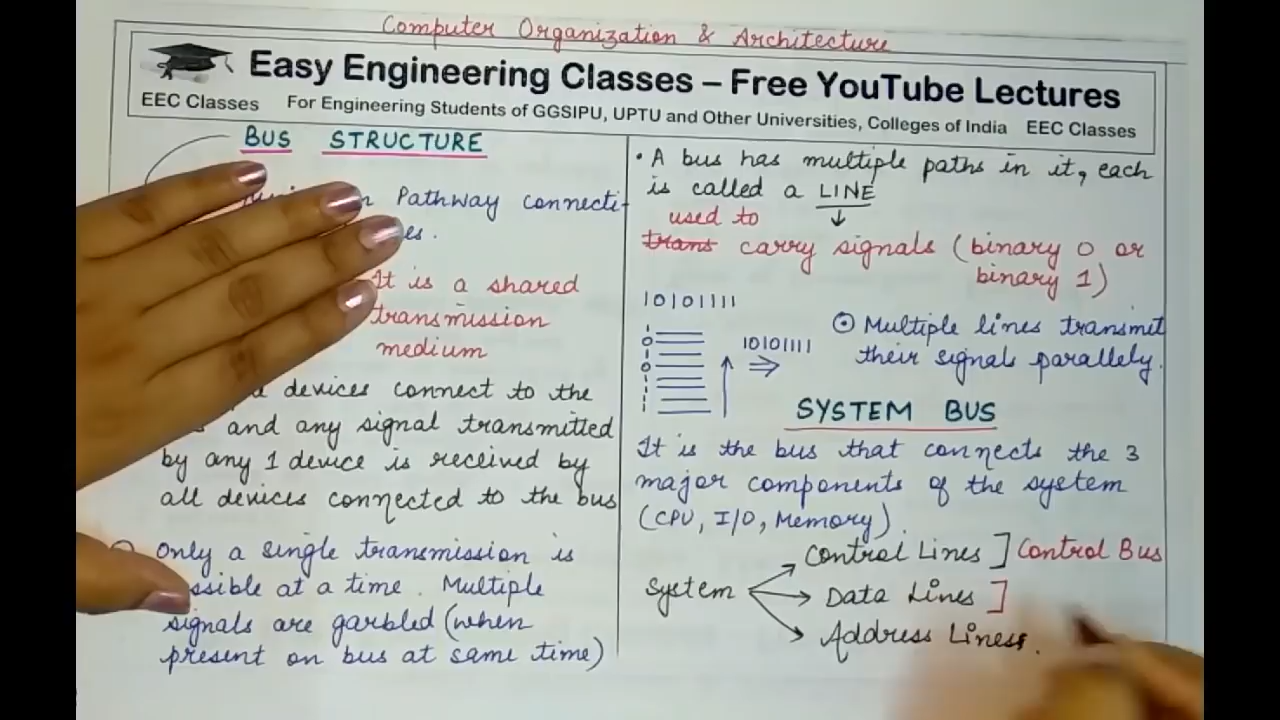 Computer Organization & Architecture
Easy Engineering Classes – Free YouTube Lectures
EEC Classes For Engineering Students of GGSIPU, UPTU and Other Universities, Colleges of India EEC Classes
BUS STRUCTURE
Pathway connecti
es.
It is a shared
transmission
medium
devices connect to the
and any signal transmitted
by any 1 device is received by
all devices connected to the bus
Only a single transmission is
ssible at a time. Multiple
signals are garbled (when
present on bus at same time)
• A bus has multiple paths in it, each
is called a LINE
used to
trans carry signals (binary 0 or
binary 1)
10101111
10101111
Multiple lines transmit
their signals parallely.
SYSTEM BUS
It is the bus that connects the 3
major components of the system
(CPU, I/O, Memory).
Control Lines ] Control Bus
System Data Lines ]
Address Lines.